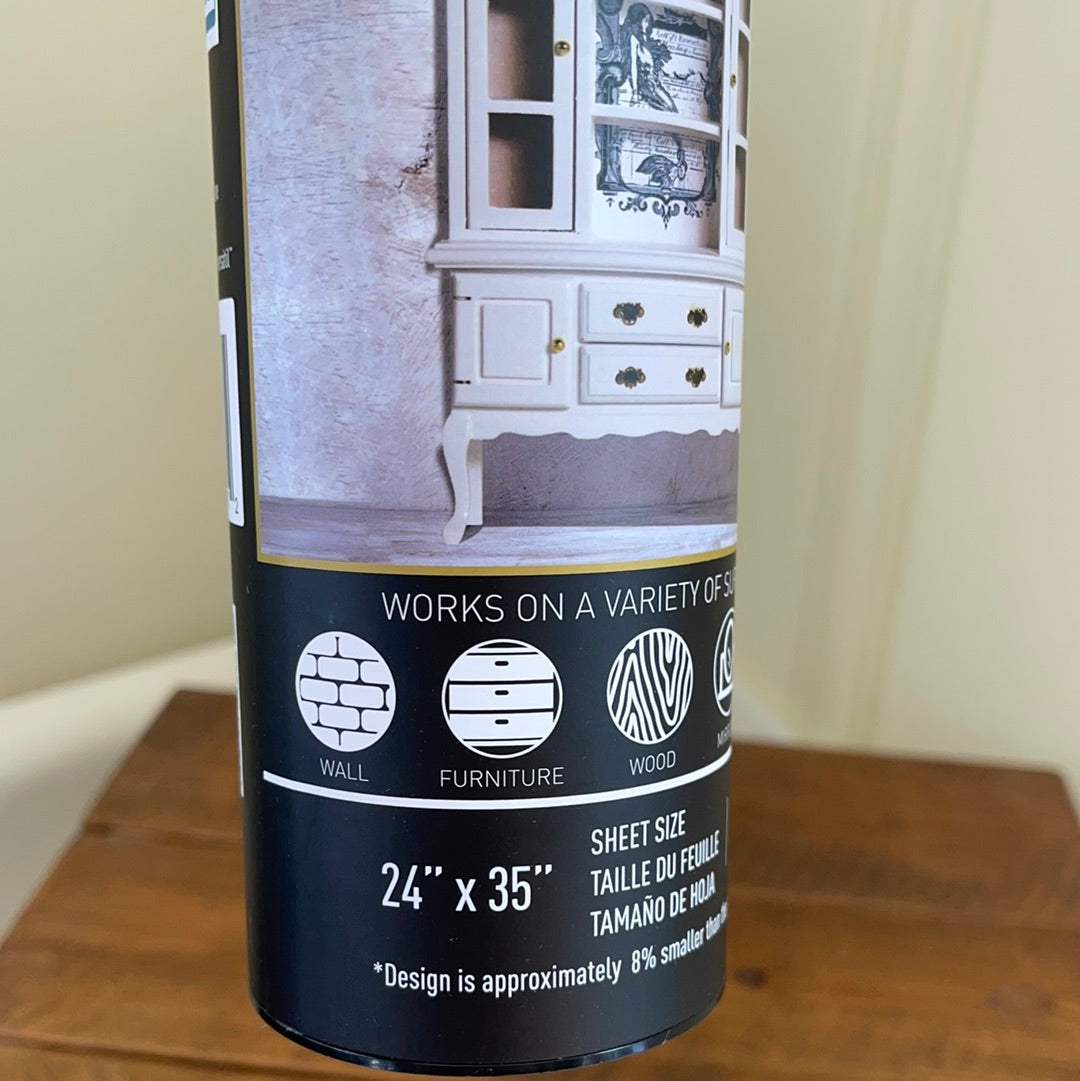 WORKS ON A VARIETY OF
WALL
FURNITURE
WOOD
24” x 35”
SHEET SIZE
TAILLE DU FEUILLE
TAMAÑO DE HOJA
*Design is approximately 8% smaller than